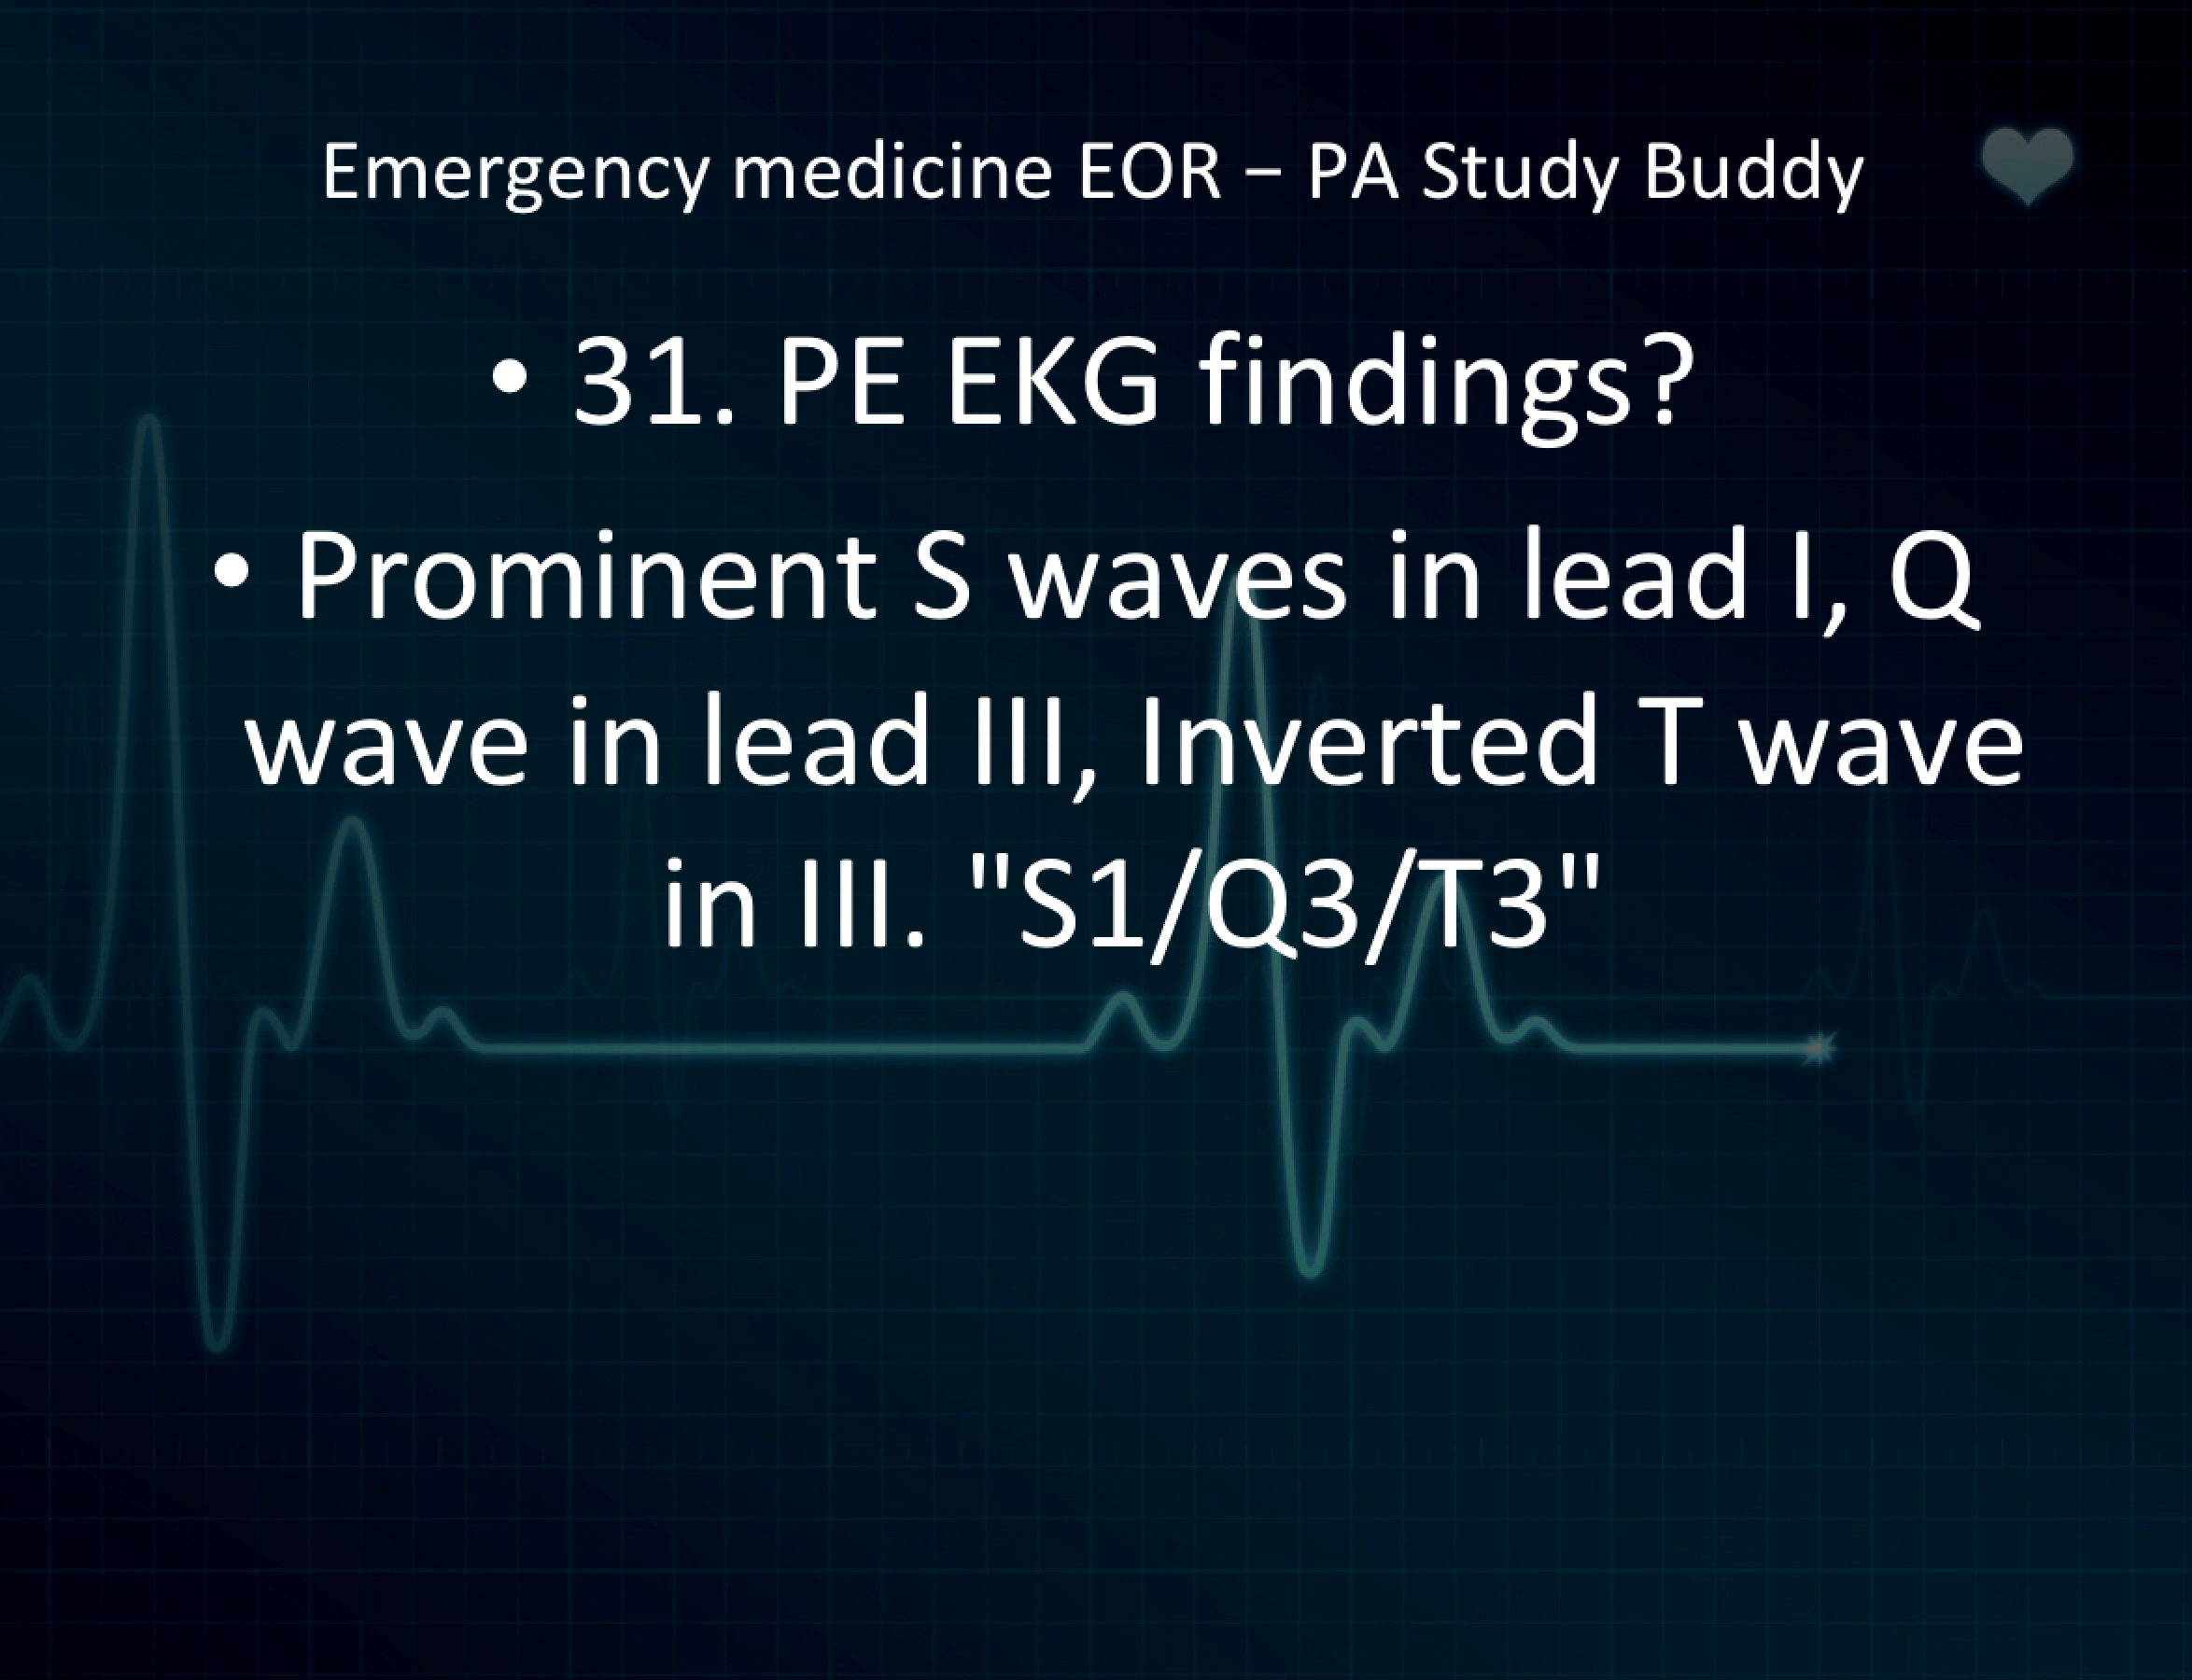 Emergency medicine EOR – PA Study Buddy
• 31. PE EKG findings?
• Prominent S waves in lead I, Q
wave in lead III, Inverted T wave
in III. "S1/Q3/T3"